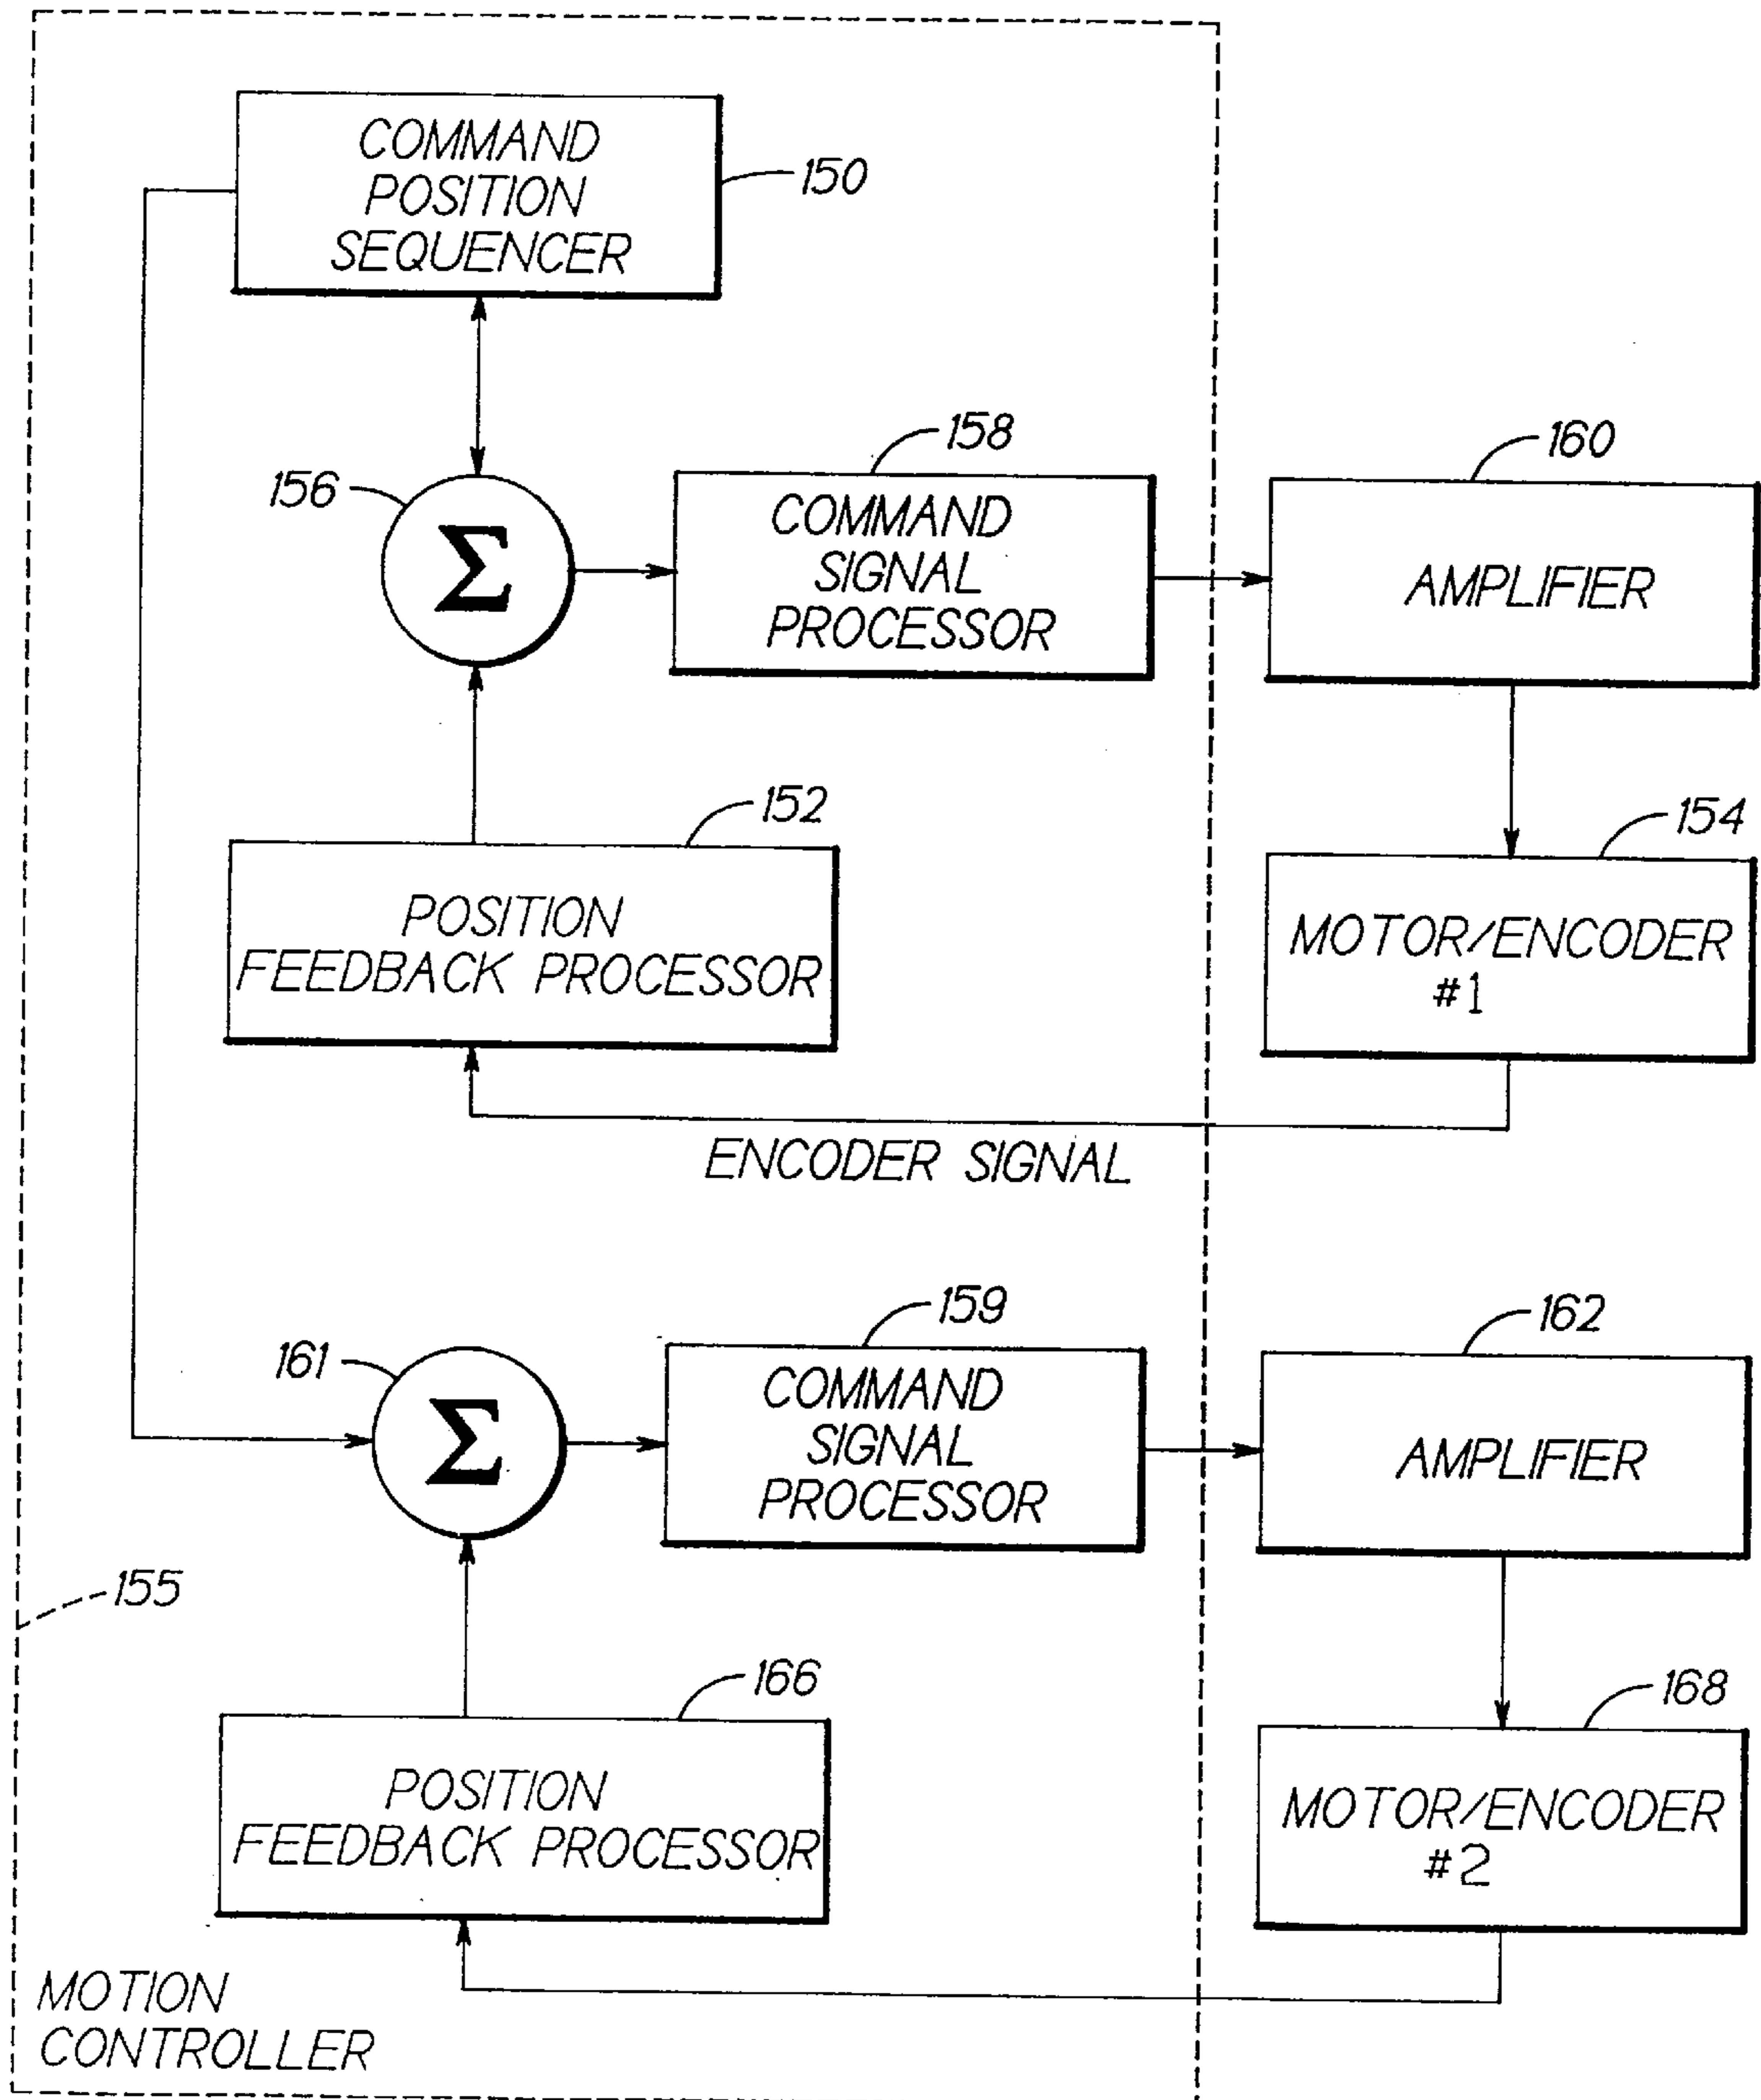 COMMAND
POSITION
SEQUENCER
150
156
Σ
158
COMMAND
SIGNAL
PROCESSOR
160
AMPLIFIER
152
POSITION
FEEDBACK PROCESSOR
154
MOTOR/ENCODER
#1
ENCODER SIGNAL
161
Σ
159
COMMAND
SIGNAL
PROCESSOR
162
AMPLIFIER
155
166
POSITION
FEEDBACK PROCESSOR
168
MOTOR/ENCODER
#2
MOTION
CONTROLLER